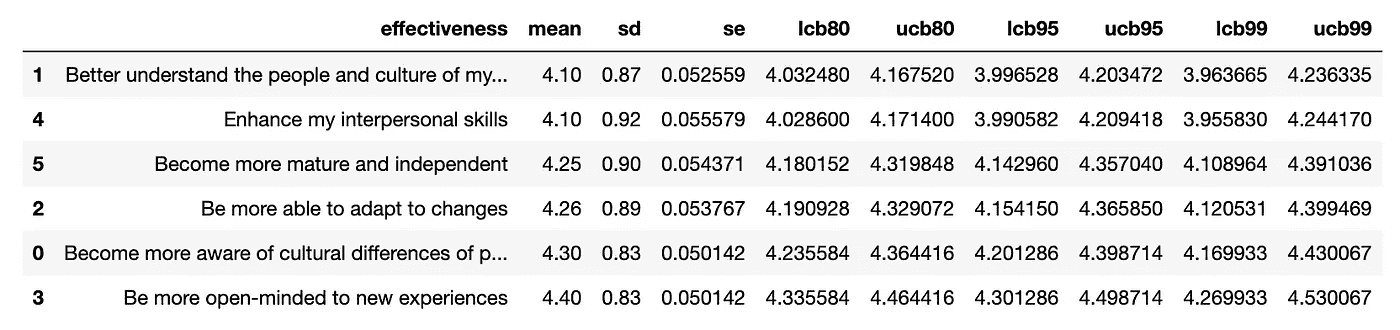 effectiveness mean sd se lcb80 ucb80 lcb95 ucb95 lcb99 ucb99
1 Better understand the people and culture of my... 4.10 0.87 0.052559 4.032480 4.167520 3.996528 4.203472 3.963665 4.236335
4 Enhance my interpersonal skills 4.10 0.92 0.055579 4.028600 4.171400 3.990582 4.209418 3.955830 4.244170
5 Become more mature and independent 4.25 0.90 0.054371 4.180152 4.319848 4.142960 4.357040 4.108964 4.391036
2 Be more able to adapt to changes 4.26 0.89 0.053767 4.190928 4.329072 4.154150 4.365850 4.120531 4.399469
0 Become more aware of cultural differences of p... 4.30 0.83 0.050142 4.235584 4.364416 4.201286 4.398714 4.169933 4.430067
3 Be more open-minded to new experiences 4.40 0.83 0.050142 4.335584 4.464416 4.301286 4.498714 4.269933 4.530067